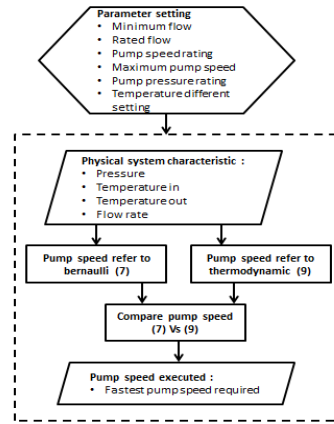 Parameter setting
• Minimum flow
• Rated flow
• Pump speed rating
• Maximum pump speed
• Pump pressure rating
• Temperature different
setting
Physical system characteristic :
• Pressure
• Temperature in
• Temperature out
• Flow rate
Pump speed refer to
bernaulli (7)
Pump speed refer to
thermodynamic (9)
Compare pump speed
(7) Vs (9)
Pump speed executed :
• Fastest pump speed required